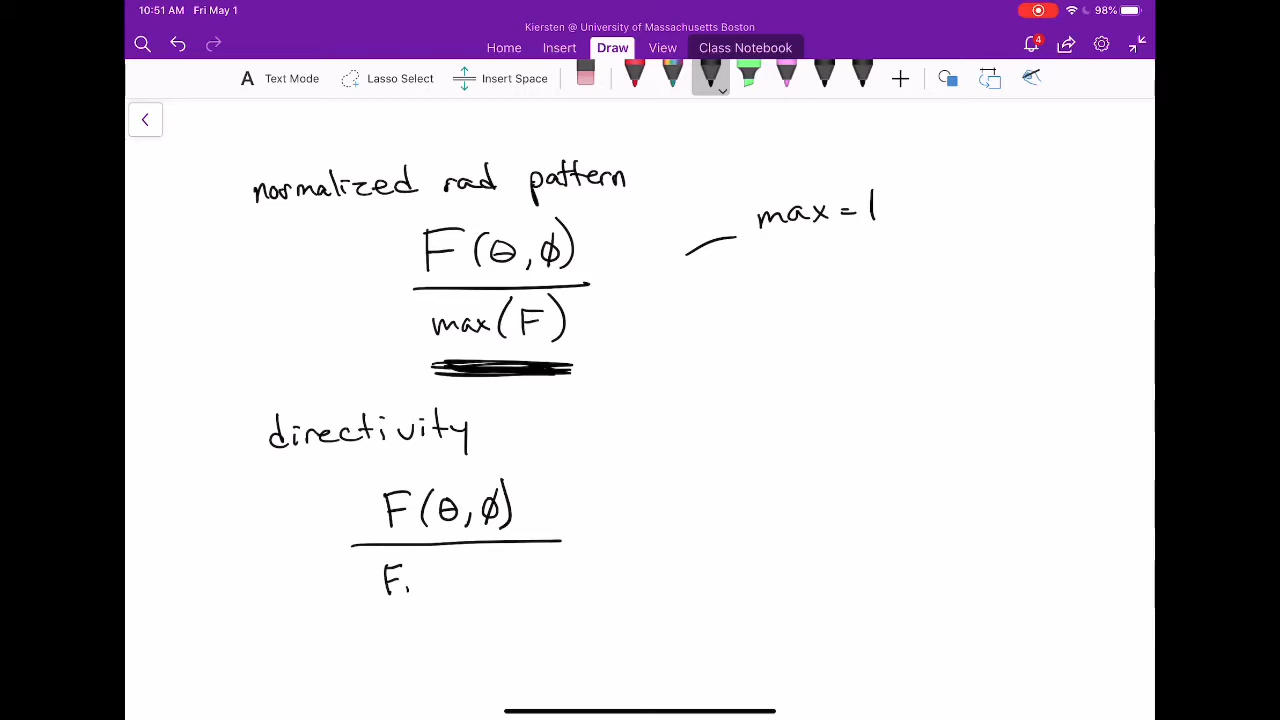 10:51 AM Fri May 1
98%
Kiersten @ University of Massachusetts Boston
Home Insert Draw View Class Notebook
4
A Text Mode Lasso Select Insert Space
normalized rad pattern
max = 1
F(θ,ϕ)
max(F)
directivity
F(θ,ϕ)
F